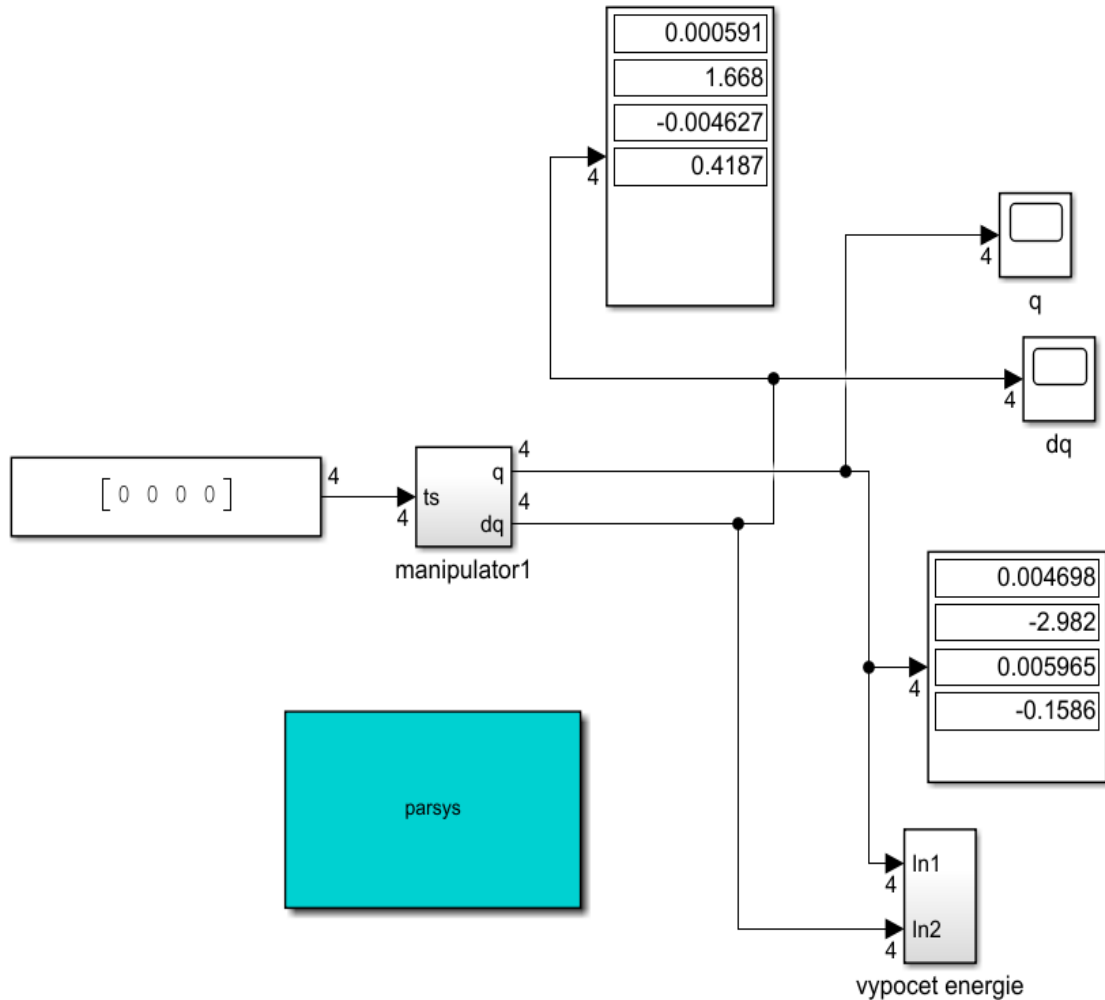 0.000591
1.668
-0.004627
0.4187
4
4
q
4
dq
[0 0 0 0]
4
4
ts
q
4
dq
4
manipulator1
0.004698
-2.982
0.005965
-0.1586
4
parsys
In1
4
In2
4
vypocet energie